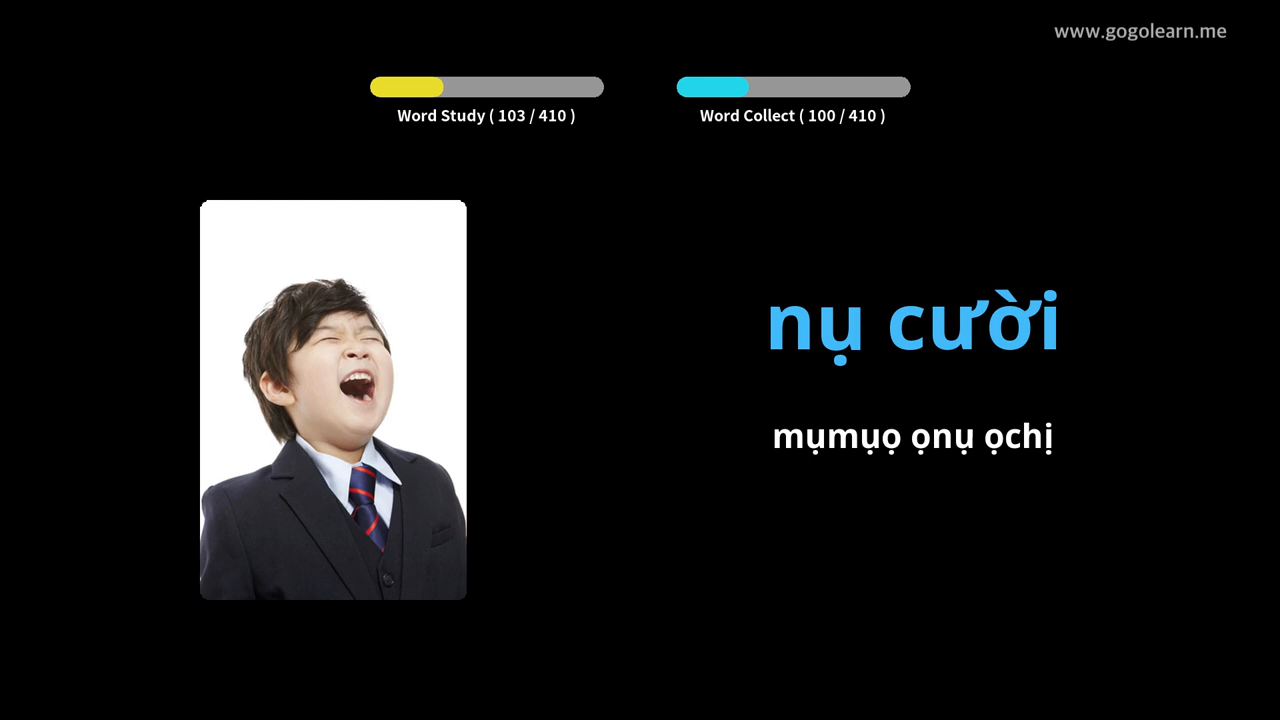 www.gogolearn.me
Word Study ( 103 / 410 )
Word Collect ( 100 / 410 )
nụ cười
mụmụọ ọnụ ọchị